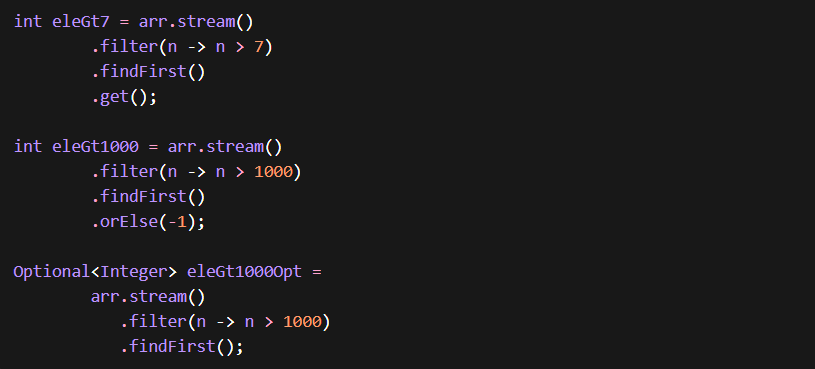 int eleGt7 = arr.stream()
        .filter(n -> n > 7)
        .findFirst()
        .get();

int eleGt1000 = arr.stream()
        .filter(n -> n > 1000)
        .findFirst()
        .orElse(-1);

Optional<Integer> eleGt1000Opt =
        arr.stream()
           .filter(n -> n > 1000)
           .findFirst();